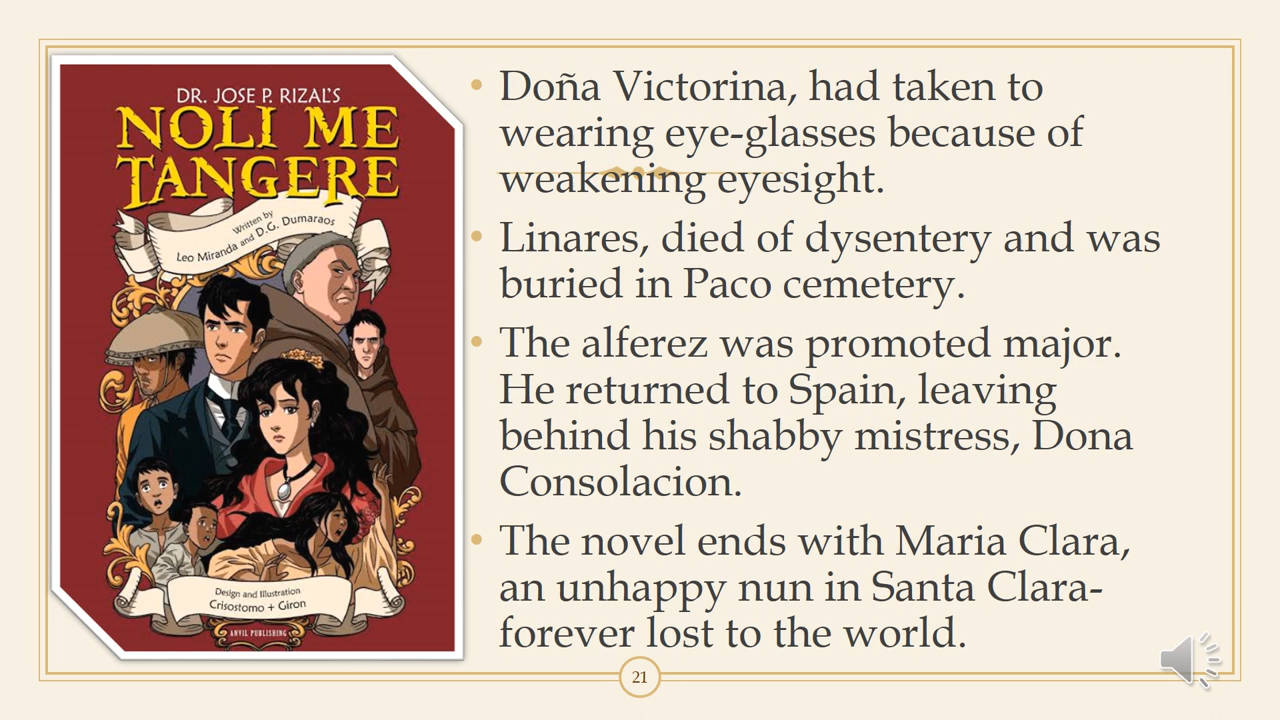 DR. JOSE P. RIZAL'S
NOLI ME
TANGERE
Written by
Leo Miranda and D.G. Dumaraos
Design and Illustration
Crisostomo + Giron
ANVIL PUBLISHING
• Doña Victorina, had taken to
wearing eye-glasses because of
weakening eyesight.
• Linares, died of dysentery and was
buried in Paco cemetery.
• The alferez was promoted major.
He returned to Spain, leaving
behind his shabby mistress, Dona
Consolacion.
• The novel ends with Maria Clara,
an unhappy nun in Santa Clara-
forever lost to the world.
21